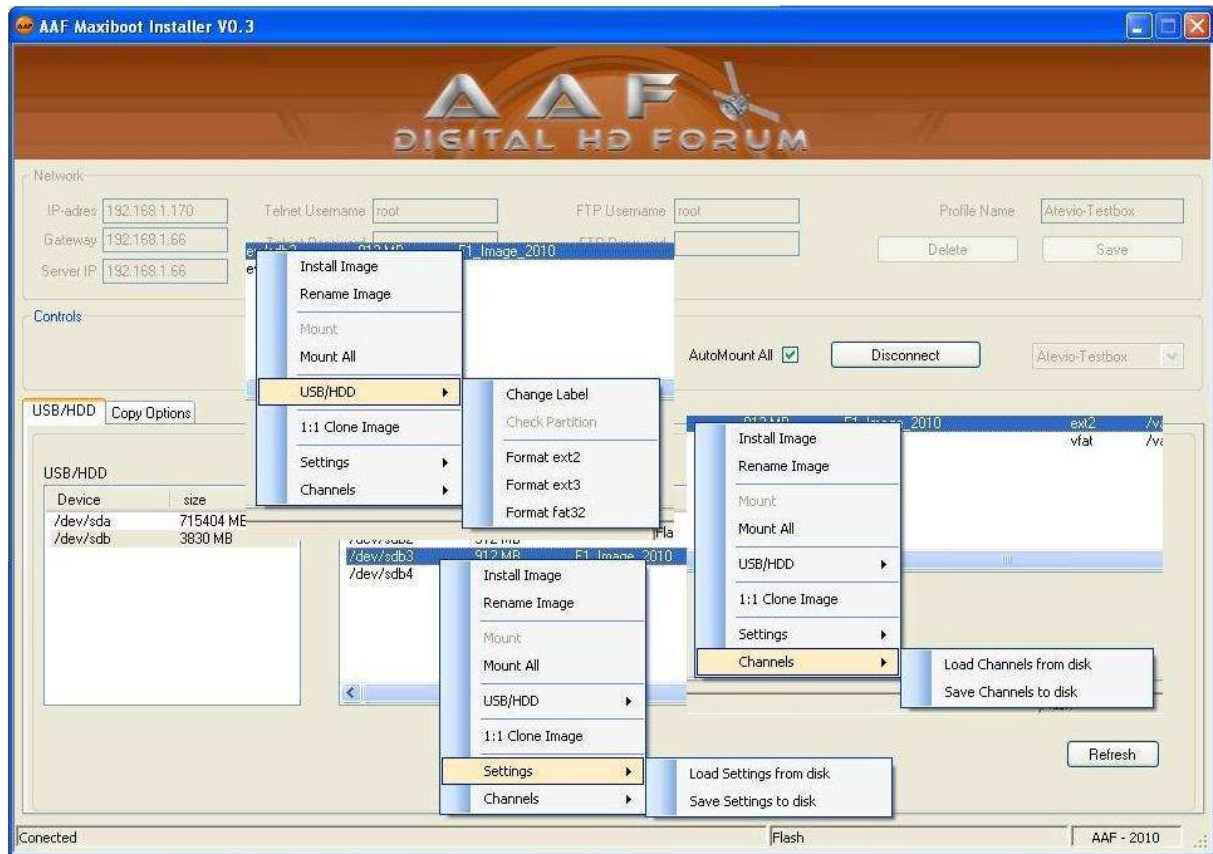 AAF Maxiboot Installer V0.3
AAF
DIGITAL HD FORUM
Network
IP-adres 192.168.1.170 Telnet Username root FTP Username root Profile Name Atevio-Testbox
Gateway 192.168.1.66 Delete Save
Server IP 192.168.1.66
912 MB F1_Image_2010
Install Image
Rename Image
Mount
Mount All
USB/HDD
1:1 Clone Image
Settings
Channels
Change Label
Check Partition
Format ext2
Format ext3
Format fat32
Controls
AutoMount All Disconnect Atevio-Testbox
USB/HDD Copy Options
USB/HDD
Device size
/dev/sda 715404 MB
/dev/sdb 3830 MB
/dev/sdb2 912 MB
/dev/sdb3 912 MB F1_Image_2010
/dev/sdb4
Install Image
Rename Image
Mount
Mount All
USB/HDD
1:1 Clone Image
Settings
Channels
Load Settings from disk
Save Settings to disk
912 MB F1_Image_2010 ext2
vfat
Install Image
Rename Image
Mount
Mount All
USB/HDD
1:1 Clone Image
Settings
Channels
Load Channels from disk
Save Channels to disk
Refresh
Conected Flash AAF - 2010